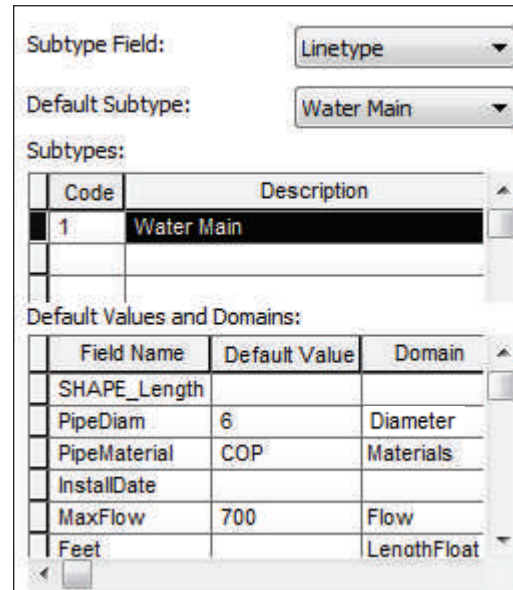 Subtype Field: Linetype
Default Subtype: Water Main
Subtypes:
Code Description
1 Water Main
Default Values and Domains:
Field Name Default Value Domain
SHAPE_Length
PipeDiam 6 Diameter
PipeMaterial COP Materials
InstallDate
MaxFlow 700 Flow
Feet LenothFloat